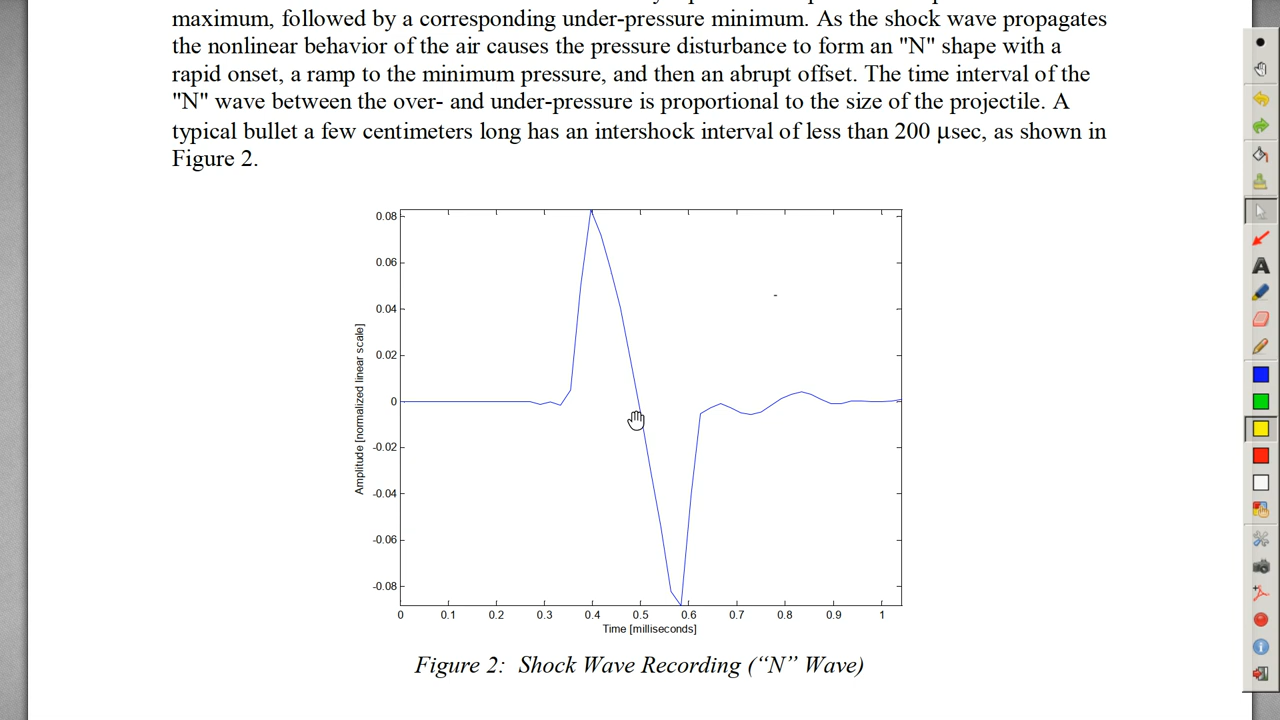 maximum, followed by a corresponding under-pressure minimum. As the shock wave propagates
the nonlinear behavior of the air causes the pressure disturbance to form an "N" shape with a
rapid onset, a ramp to the minimum pressure, and then an abrupt offset. The time interval of the
"N" wave between the over- and under-pressure is proportional to the size of the projectile. A
typical bullet a few centimeters long has an intershock interval of less than 200 μsec, as shown in
Figure 2.
0.08
0.06
0.04
0.02
0
-0.02
-0.04
-0.06
-0.08
Amplitude [normalized linear scale]
0 0.1 0.2 0.3 0.4 0.5 0.6 0.7 0.8 0.9 1
Time [milliseconds]
Figure 2: Shock Wave Recording (“N” Wave)